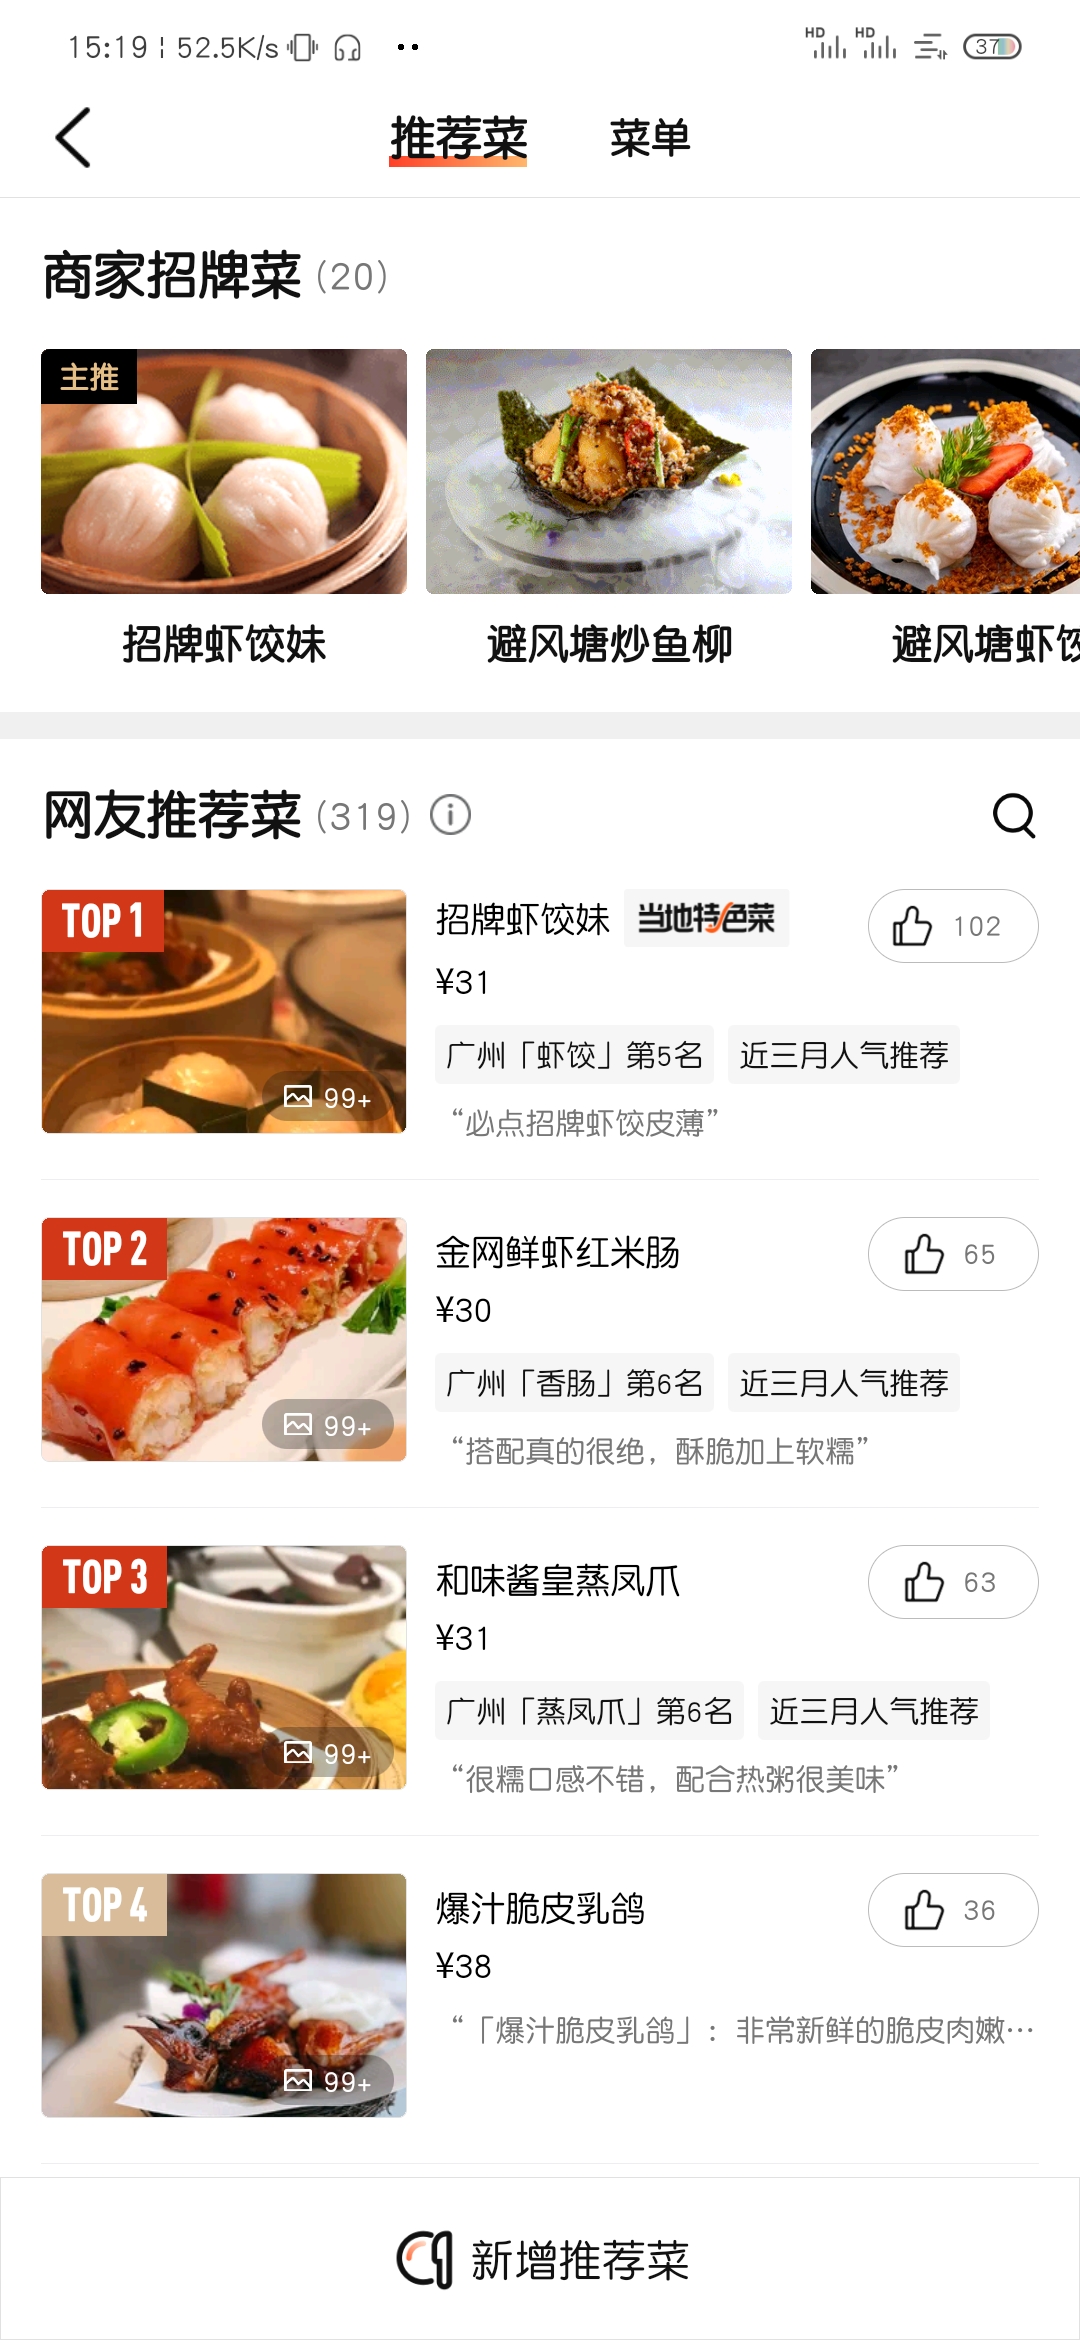 15:19 ¦ 52.5K/s
HD HD 37
推荐菜 菜单
商家招牌菜 (20)
主推
招牌虾饺妹 避风塘炒鱼柳 避风塘虾饺
网友推荐菜 (319)
TOP 1
招牌虾饺妹 当地特色菜 102
¥31
广州「虾饺」第5名 近三月人气推荐
99+
“必点招牌虾饺皮薄”
TOP 2
金网鲜虾红米肠 65
¥30
广州「香肠」第6名 近三月人气推荐
99+
“搭配真的很绝，酥脆加上软糯”
TOP 3
和味酱皇蒸凤爪 63
¥31
广州「蒸凤爪」第6名 近三月人气推荐
99+
“很糯口感不错，配合热粥很美味”
TOP 4
爆汁脆皮乳鸽 36
¥38
“「爆汁脆皮乳鸽」：非常新鲜的脆皮肉嫩…
99+
新增推荐菜